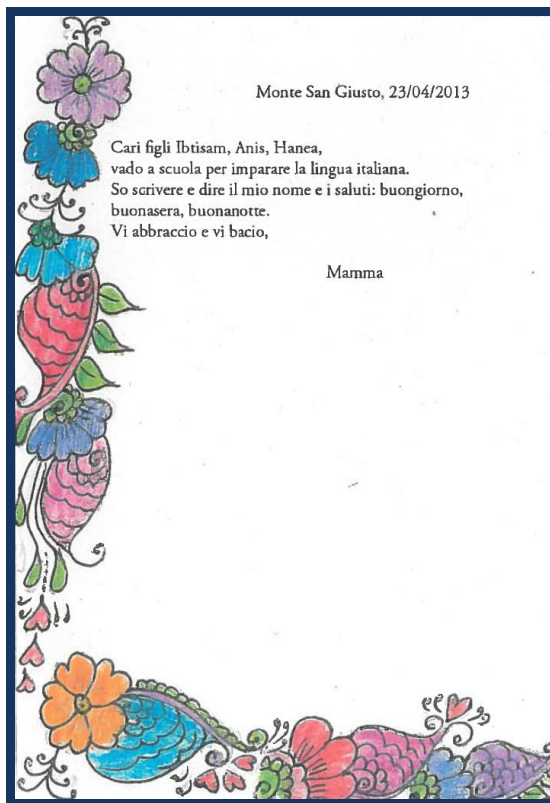 Monte San Giusto, 23/04/2013
Cari figli Ibtisam, Anis, Hanea,
vado a scuola per imparare la lingua italiana.
So scrivere e dire il mio nome e i saluti: buongiorno,
buonasera, buonanotte.
Vi abbraccio e vi bacio,
Mamma